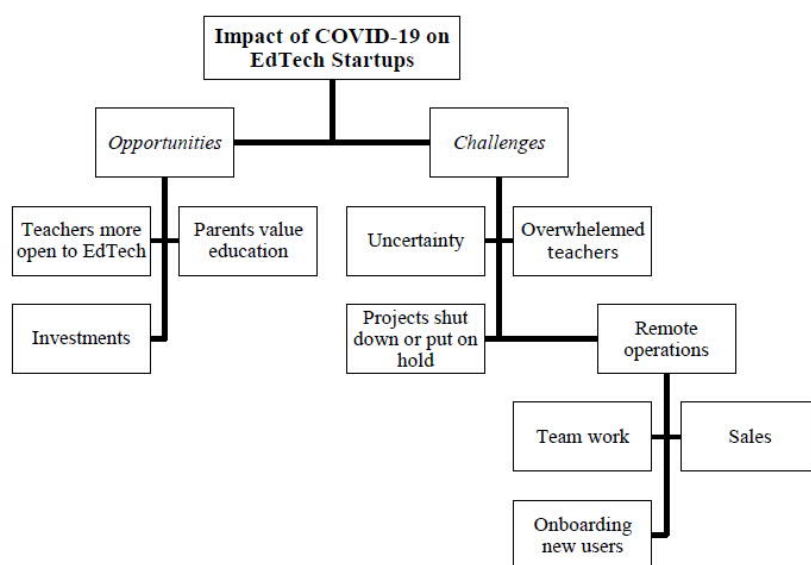 Impact of COVID-19 on
EdTech Startups
Opportunities
Challenges
Teachers more
open to EdTech
Parents value
education
Uncertainty
Overwhelemed
teachers
Investments
Projects shut
down or put on
hold
Remote
operations
Team work
Sales
Onboarding
new users